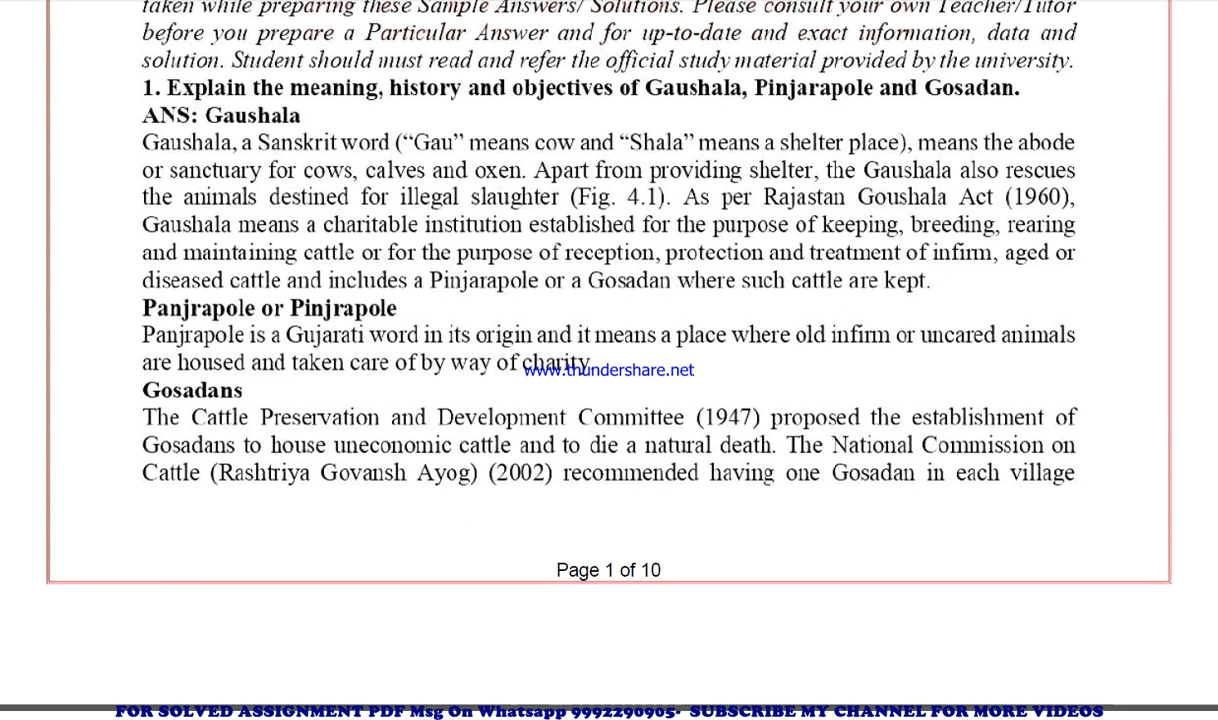 taken while preparing these Sample Answers/ Solutions. Please consult your own Teacher/Tutor
before you prepare a Particular Answer and for up-to-date and exact information, data and
solution. Student should must read and refer the official study material provided by the university.
1. Explain the meaning, history and objectives of Gaushala, Pinjarapole and Gosadan.
ANS: Gaushala
Gaushala, a Sanskrit word (“Gau” means cow and “Shala” means a shelter place), means the abode
or sanctuary for cows, calves and oxen. Apart from providing shelter, the Gaushala also rescues
the animals destined for illegal slaughter (Fig. 4.1). As per Rajastan Goushala Act (1960),
Gaushala means a charitable institution established for the purpose of keeping, breeding, rearing
and maintaining cattle or for the purpose of reception, protection and treatment of infirm, aged or
diseased cattle and includes a Pinjarapole or a Gosadan where such cattle are kept.
Panjrapole or Pinjrapole
Panjrapole is a Gujarati word in its origin and it means a place where old infirm or uncared animals
are housed and taken care of by way of charity.
www.thundershare.net
Gosadans
The Cattle Preservation and Development Committee (1947) proposed the establishment of
Gosadans to house uneconomic cattle and to die a natural death. The National Commission on
Cattle (Rashtriya Govansh Ayog) (2002) recommended having one Gosadan in each village
Page 1 of 10
FOR SOLVED ASSIGNMENT PDF Msg On Whatsapp 9992290905- SUBSCRIBE MY CHANNEL FOR MORE VIDEOS